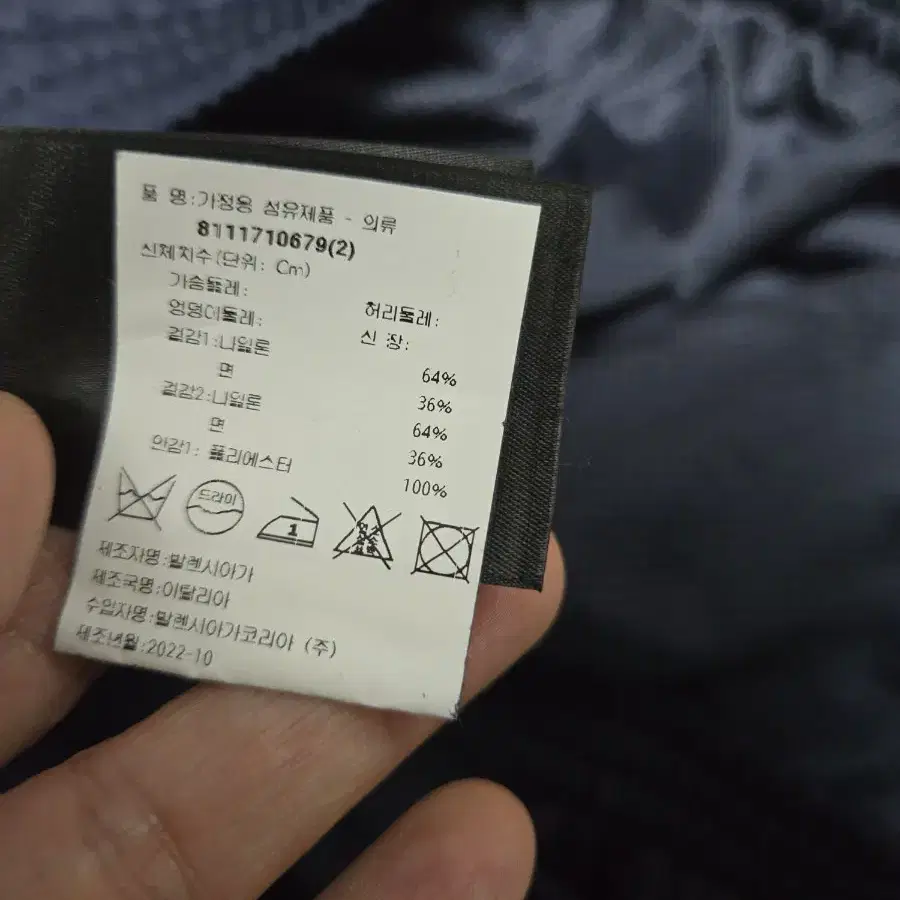 품 명:가정용 섬유제품 - 의류
8111710679(2)
신체치수(단위: Cm)
가슴둘레:
엉덩이둘레: 허리둘레:
신 장:
겉감1:나일론 64%
면 36%
겉감2:나일론 64%
면 36%
안감1: 폴리에스터 100%
드라이
1
제조자명:발렌시아가
제조국명:이탈리아
수입자명:발렌시아가코리아 (주)
제조년월:2022-10